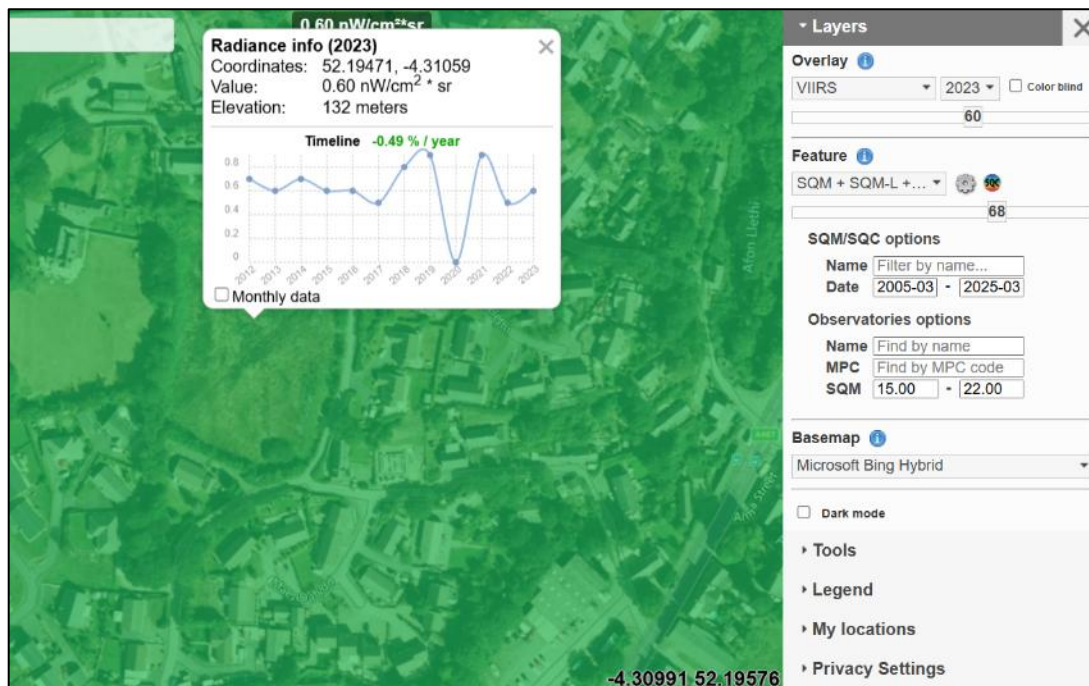 0.60 nW/cm²*sr
Radiance info (2023)
Coordinates: 52.19471, -4.31059
Value: 0.60 nW/cm² * sr
Elevation: 132 meters
Timeline -0.49 % / year
0.8
0.6
0.4
0.2
0
2012 2013 2014 2015 2016 2017 2018 2019 2020 2021 2022 2023
Monthly data
Afon Llethi
-4.30991 52.19576
Layers
Overlay
VIIRS 2023 Color blind
60
Feature
SQM + SQM-L +...
SQC
68
SQM/SQC options
Name Filter by name...
Date 2005-03 - 2025-03
Observatories options
Name Find by name
MPC Find by MPC code
SQM 15.00 - 22.00
Basemap
Microsoft Bing Hybrid
Dark mode
Tools
Legend
My locations
Privacy Settings